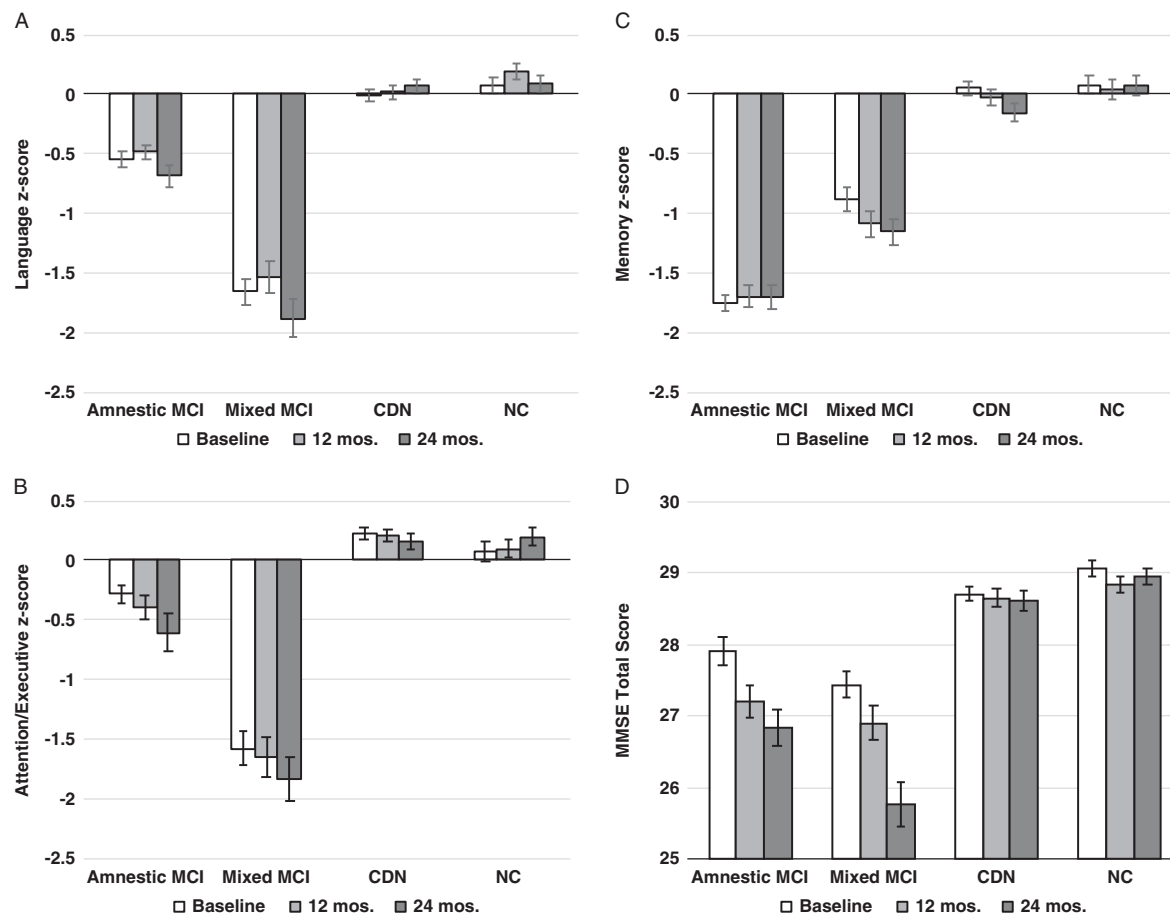 A
Language z-score
0.5
0
-0.5
-1
-1.5
-2
-2.5
Amnestic MCI Mixed MCI CDN NC
Baseline 12 mos. 24 mos.
C
Memory z-score
0.5
0
-0.5
-1
-1.5
-2
-2.5
Amnestic MCI Mixed MCI CDN NC
Baseline 12 mos. 24 mos.
B
Attention/Executive z-score
0.5
0
-0.5
-1
-1.5
-2
-2.5
Amnestic MCI Mixed MCI CDN NC
Baseline 12 mos. 24 mos.
D
MMSE Total Score
30
29
28
27
26
25
Amnestic MCI Mixed MCI CDN NC
Baseline 12 mos. 24 mos.